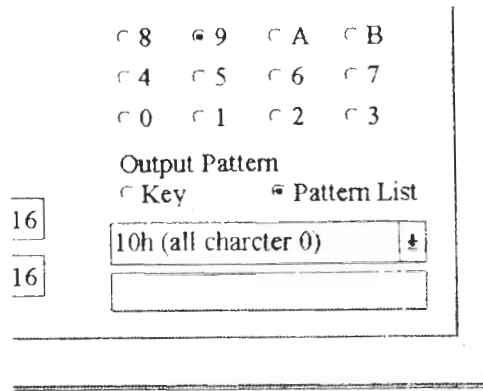 8 9 A B
4 5 6 7
0 1 2 3
Output Pattern
Key Pattern List
16
10h (all charcter 0)
16